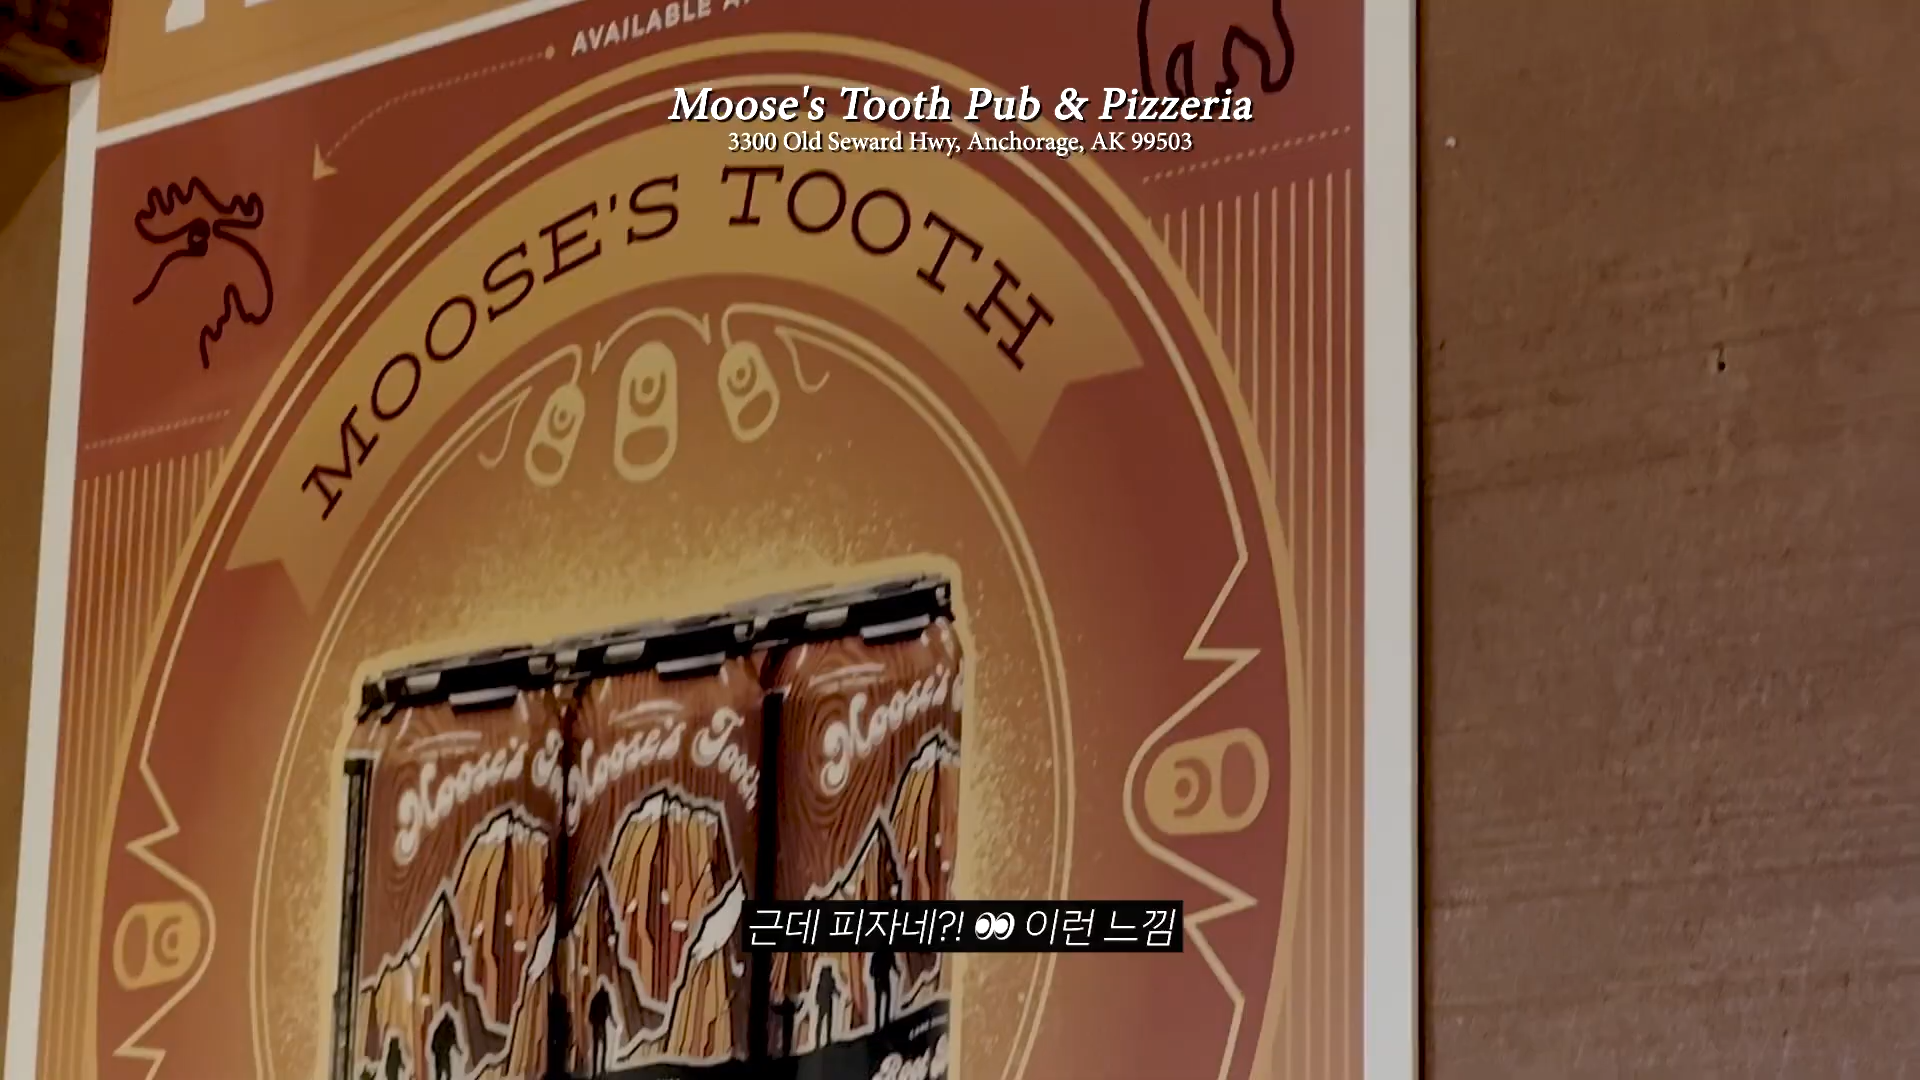 AVAILABLE
Moose's Tooth Pub & Pizzeria
3300 Old Seward Hwy, Anchorage, AK 99503
MOOSE'S TOOTH
Moose's
Moose's Tooth
Moose's
근데 피자네?! 👀 이런 느낌